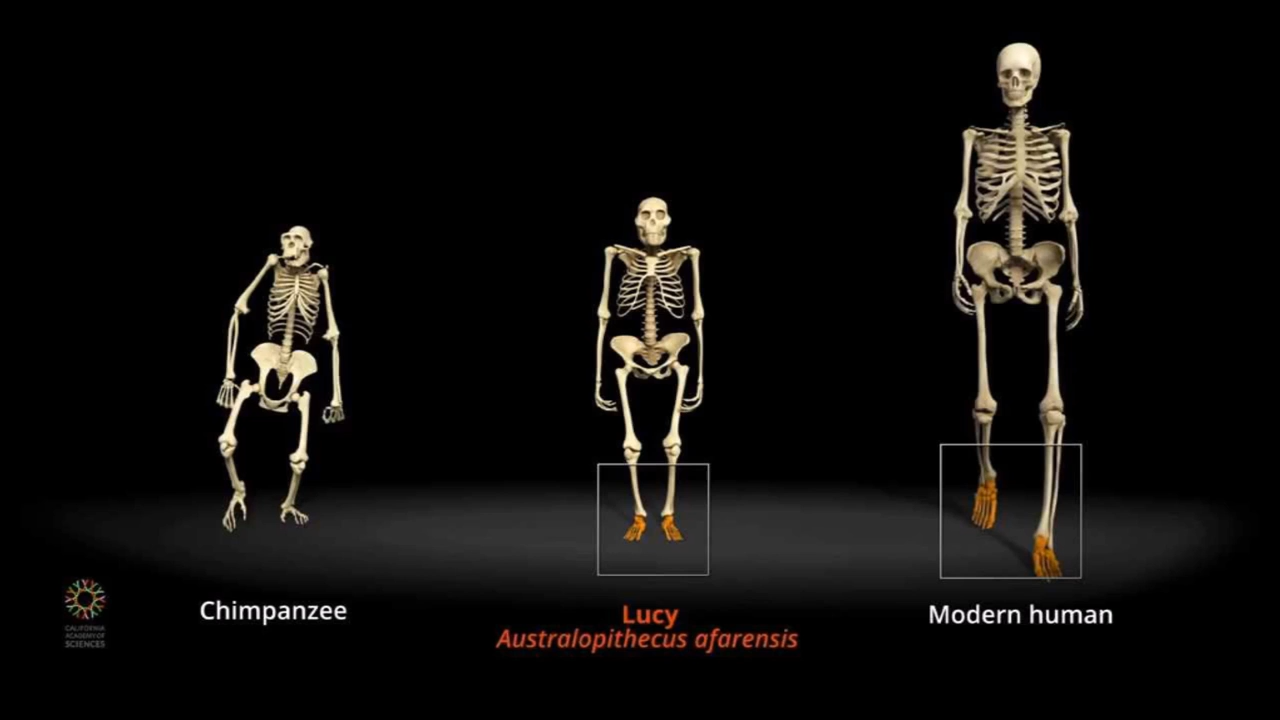 Chimpanzee
Lucy
Australopithecus afarensis
Modern human
CALIFORNIA
ACADEMY OF
SCIENCES